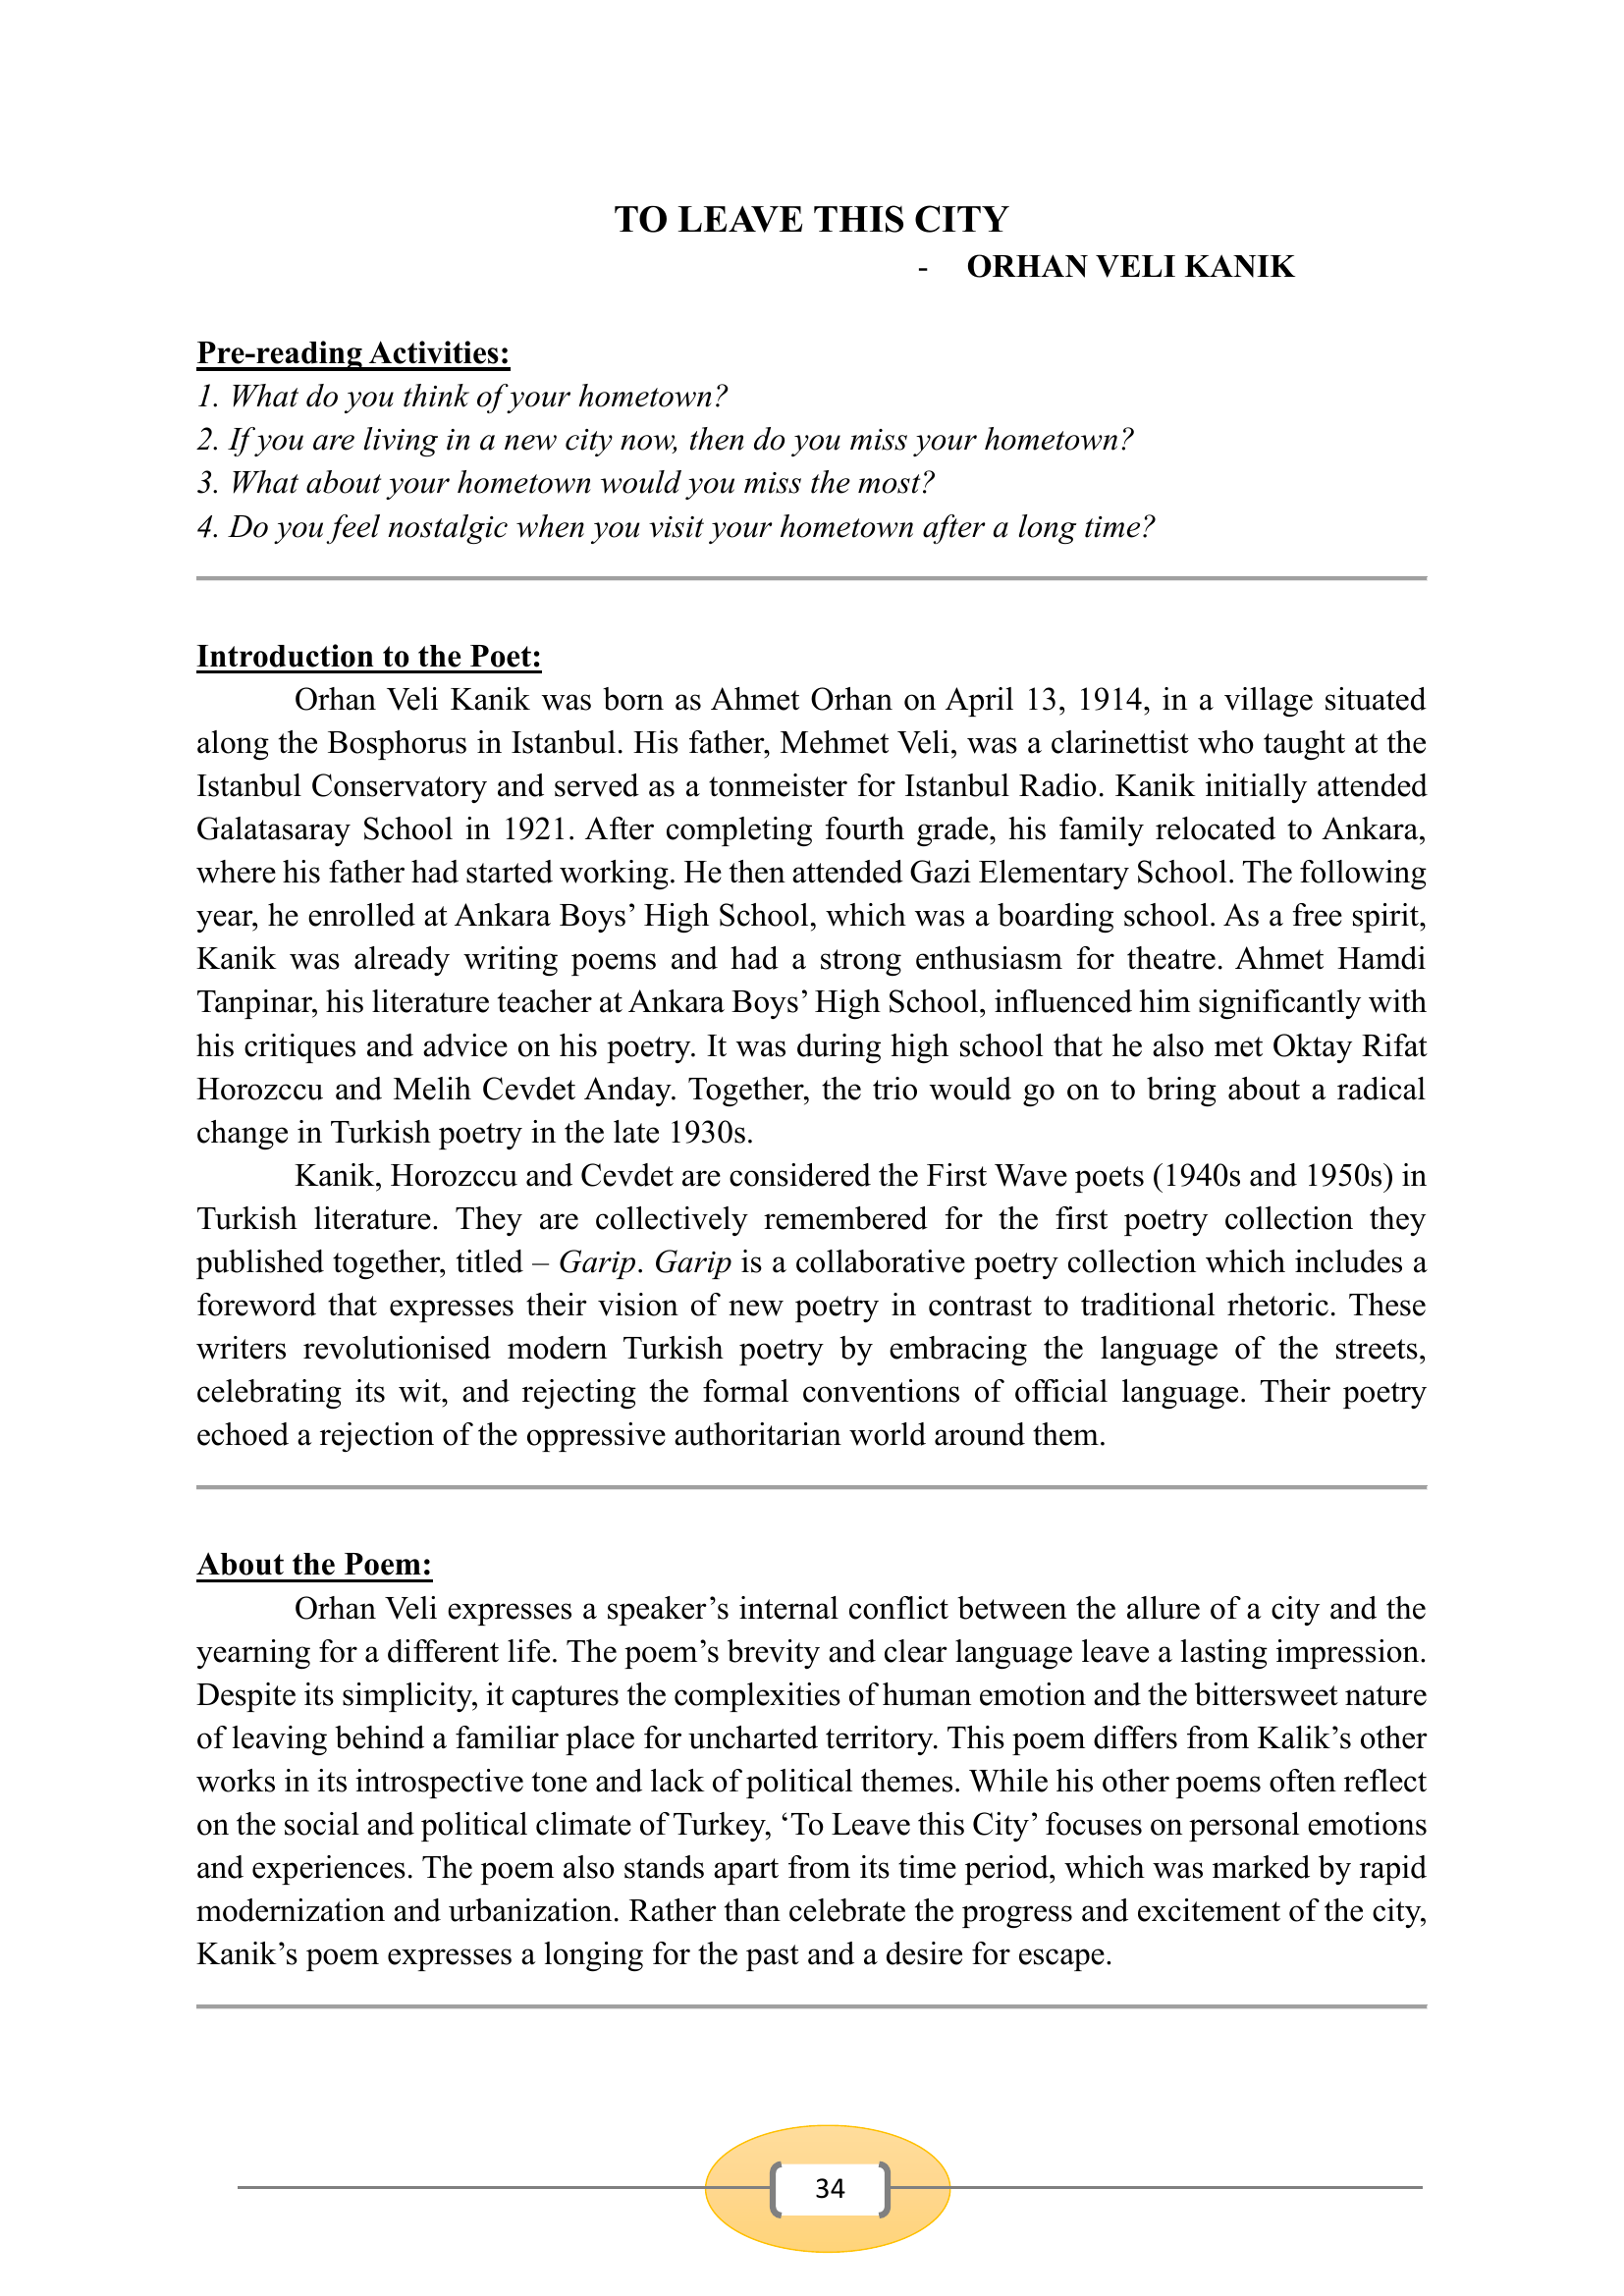 TO LEAVE THIS CITY
- ORHAN VELI KANIK
Pre-reading Activities:
1. What do you think of your hometown?
2. If you are living in a new city now, then do you miss your hometown?
3. What about your hometown would you miss the most?
4. Do you feel nostalgic when you visit your hometown after a long time?
Introduction to the Poet:
Orhan Veli Kanik was born as Ahmet Orhan on April 13, 1914, in a village situated
along the Bosphorus in Istanbul. His father, Mehmet Veli, was a clarinettist who taught at the
Istanbul Conservatory and served as a tonmeister for Istanbul Radio. Kanik initially attended
Galatasaray School in 1921. After completing fourth grade, his family relocated to Ankara,
where his father had started working. He then attended Gazi Elementary School. The following
year, he enrolled at Ankara Boys’ High School, which was a boarding school. As a free spirit,
Kanik was already writing poems and had a strong enthusiasm for theatre. Ahmet Hamdi
Tanpinar, his literature teacher at Ankara Boys’ High School, influenced him significantly with
his critiques and advice on his poetry. It was during high school that he also met Oktay Rifat
Horozccu and Melih Cevdet Anday. Together, the trio would go on to bring about a radical
change in Turkish poetry in the late 1930s.
Kanik, Horozccu and Cevdet are considered the First Wave poets (1940s and 1950s) in
Turkish literature. They are collectively remembered for the first poetry collection they
published together, titled – Garip. Garip is a collaborative poetry collection which includes a
foreword that expresses their vision of new poetry in contrast to traditional rhetoric. These
writers revolutionised modern Turkish poetry by embracing the language of the streets,
celebrating its wit, and rejecting the formal conventions of official language. Their poetry
echoed a rejection of the oppressive authoritarian world around them.
About the Poem:
Orhan Veli expresses a speaker’s internal conflict between the allure of a city and the
yearning for a different life. The poem’s brevity and clear language leave a lasting impression.
Despite its simplicity, it captures the complexities of human emotion and the bittersweet nature
of leaving behind a familiar place for uncharted territory. This poem differs from Kalik’s other
works in its introspective tone and lack of political themes. While his other poems often reflect
on the social and political climate of Turkey, ‘To Leave this City’ focuses on personal emotions
and experiences. The poem also stands apart from its time period, which was marked by rapid
modernization and urbanization. Rather than celebrate the progress and excitement of the city,
Kanik’s poem expresses a longing for the past and a desire for escape.
34